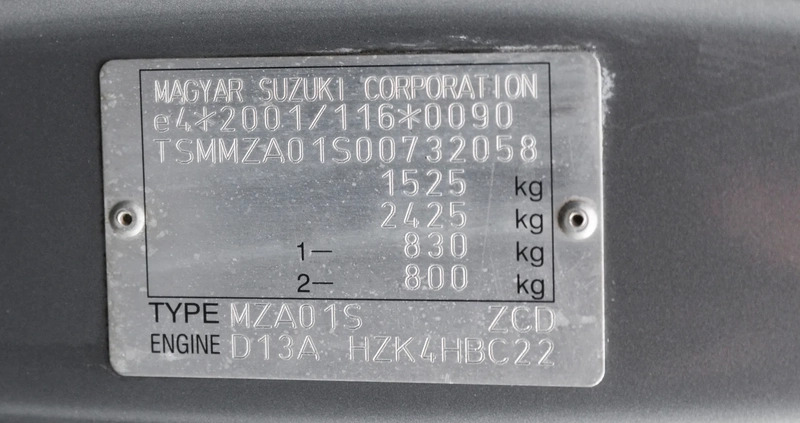 MAGYAR SUZUKI CORPORATION
e4*2001/116*0090
TSMMZA01S00732058
1525 kg
2425 kg
1– 830 kg
2– 800 kg
TYPE MZA01S ZCD
ENGINE D13A HZK4HBC22